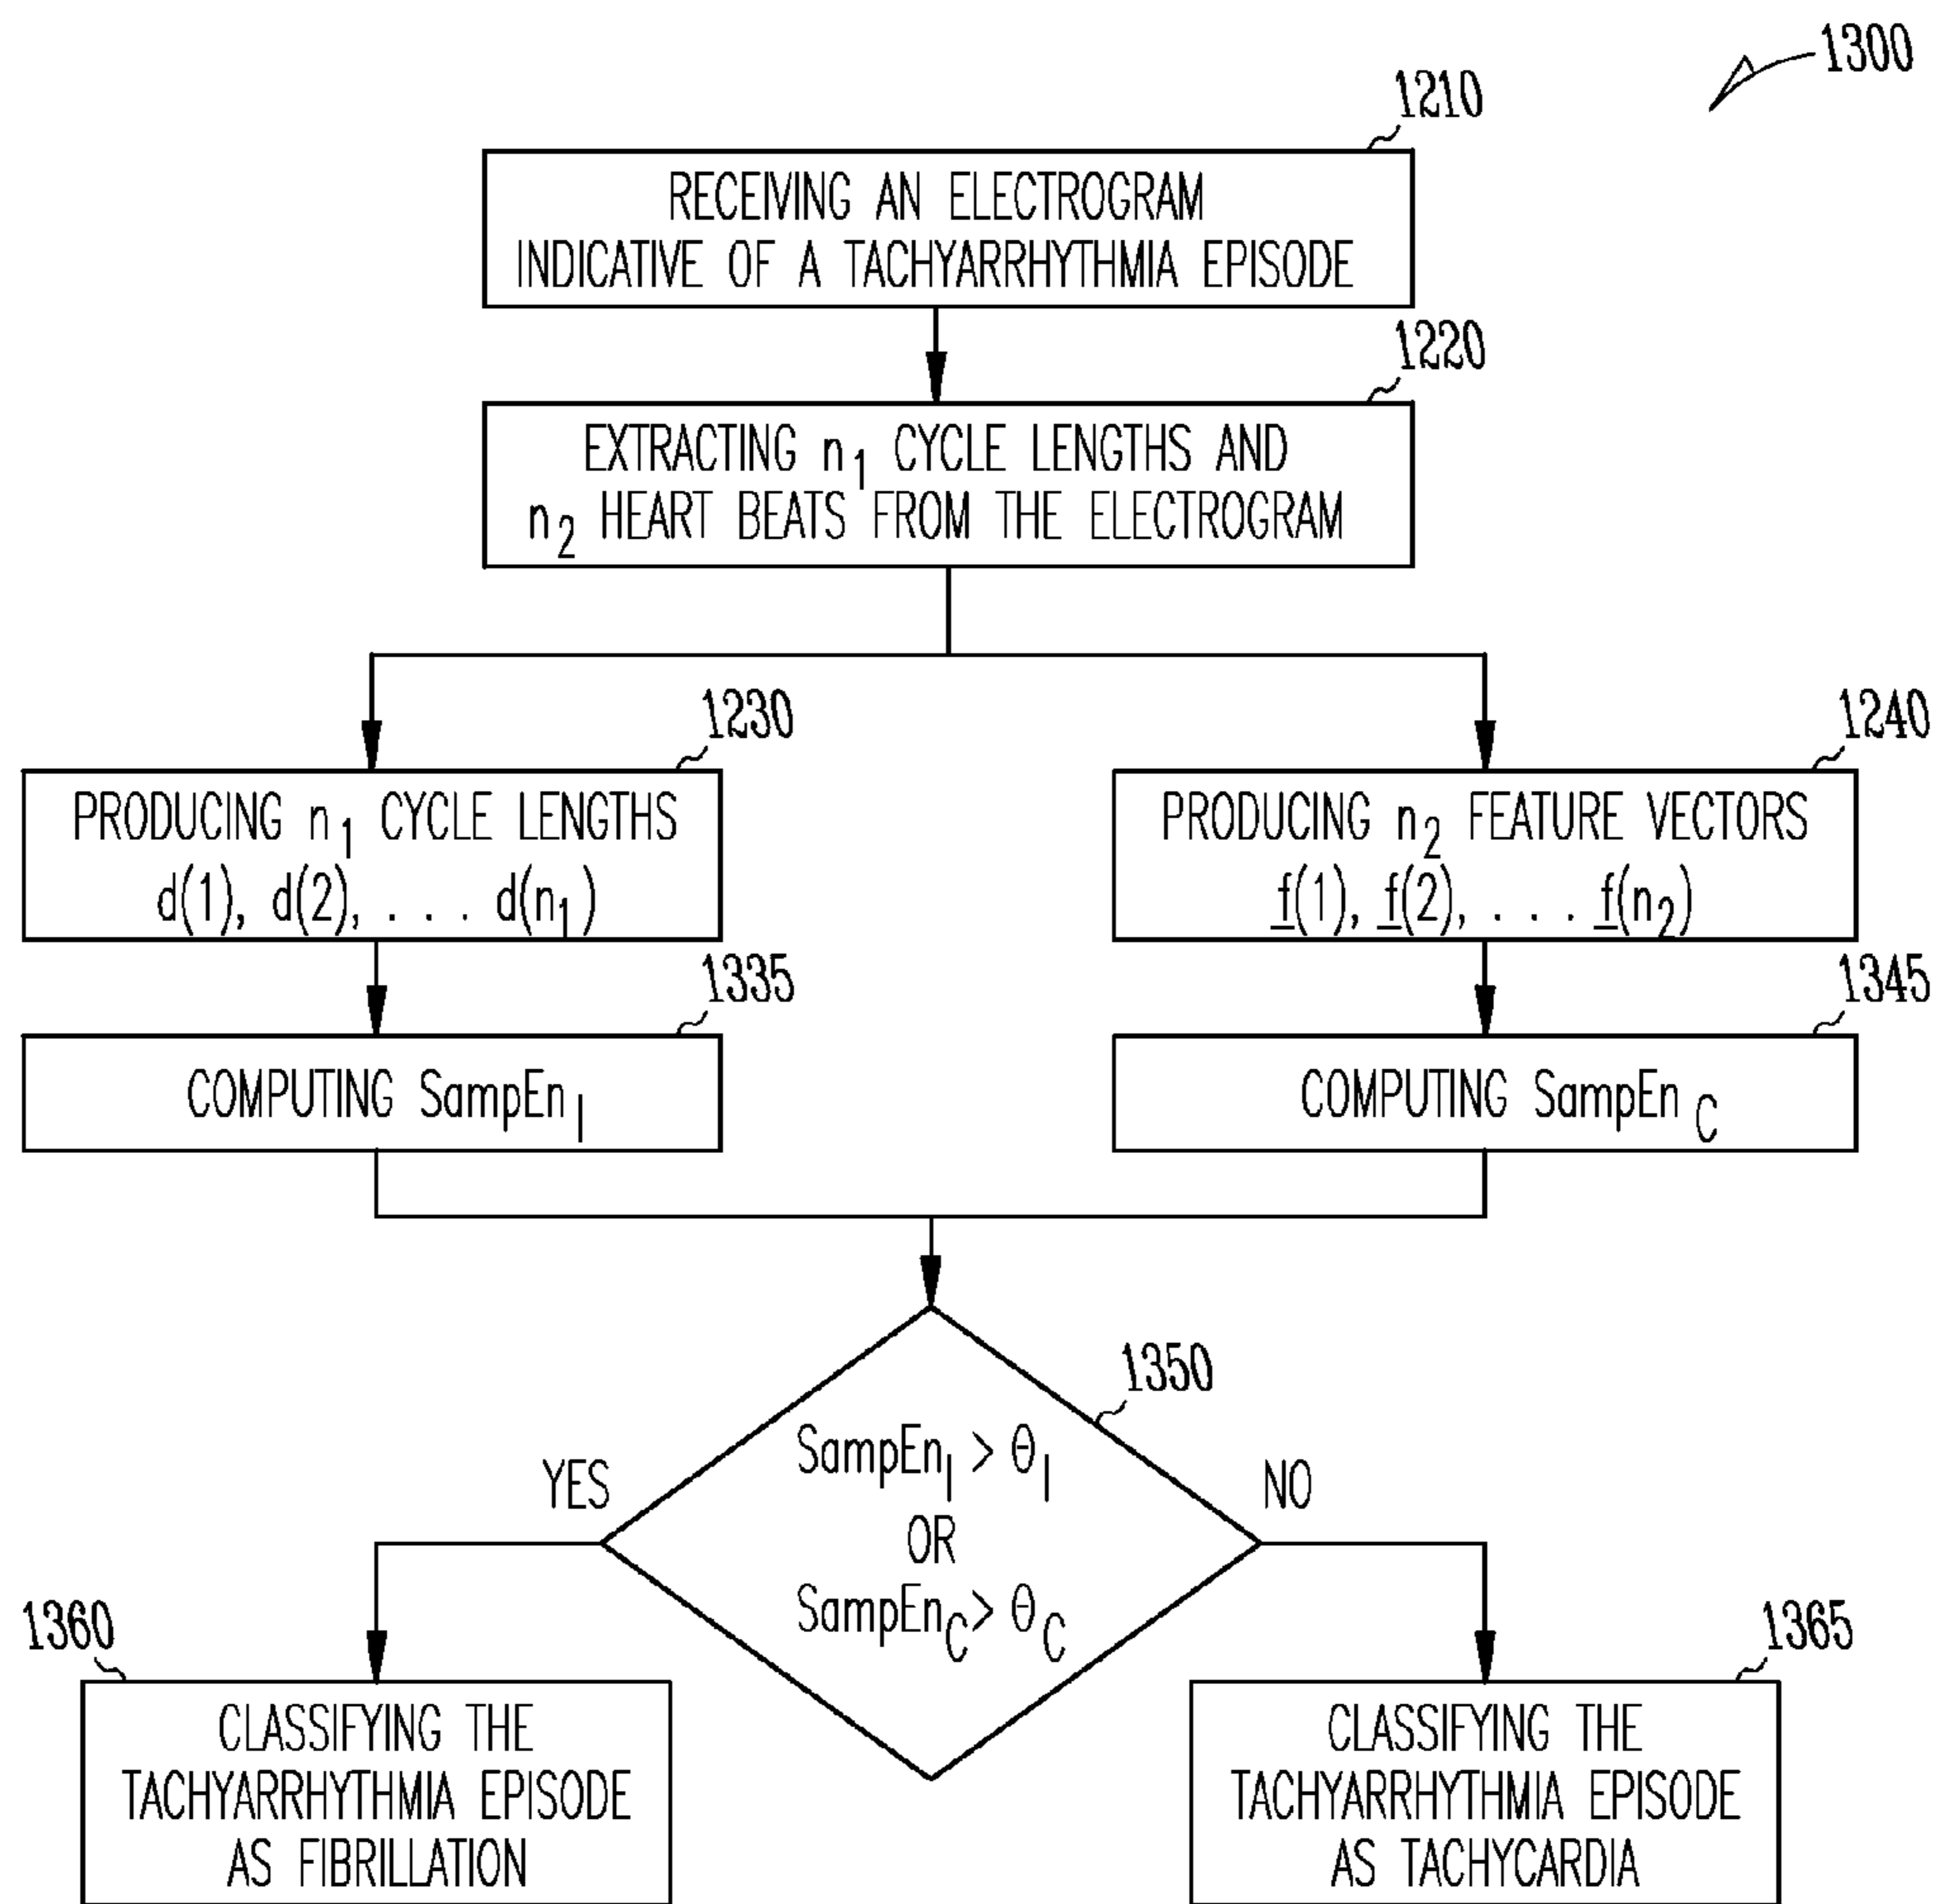 1300
1210
RECEIVING AN ELECTROGRAM
INDICATIVE OF A TACHYARRHYTHMIA EPISODE
1220
EXTRACTING n1 CYCLE LENGTHS AND
n2 HEART BEATS FROM THE ELECTROGRAM
1230
PRODUCING n1 CYCLE LENGTHS
d(1), d(2), . . . d(n1)
1240
PRODUCING n2 FEATURE VECTORS
f(1), f(2), . . . f(n2)
1335
COMPUTING SampEn I
1345
COMPUTING SampEn C
1350
SampEnI > θI
OR
SampEnC > θC
YES
NO
1360
CLASSIFYING THE
TACHYARRHYTHMIA EPISODE
AS FIBRILLATION
1365
CLASSIFYING THE
TACHYARRHYTHMIA EPISODE
AS TACHYCARDIA